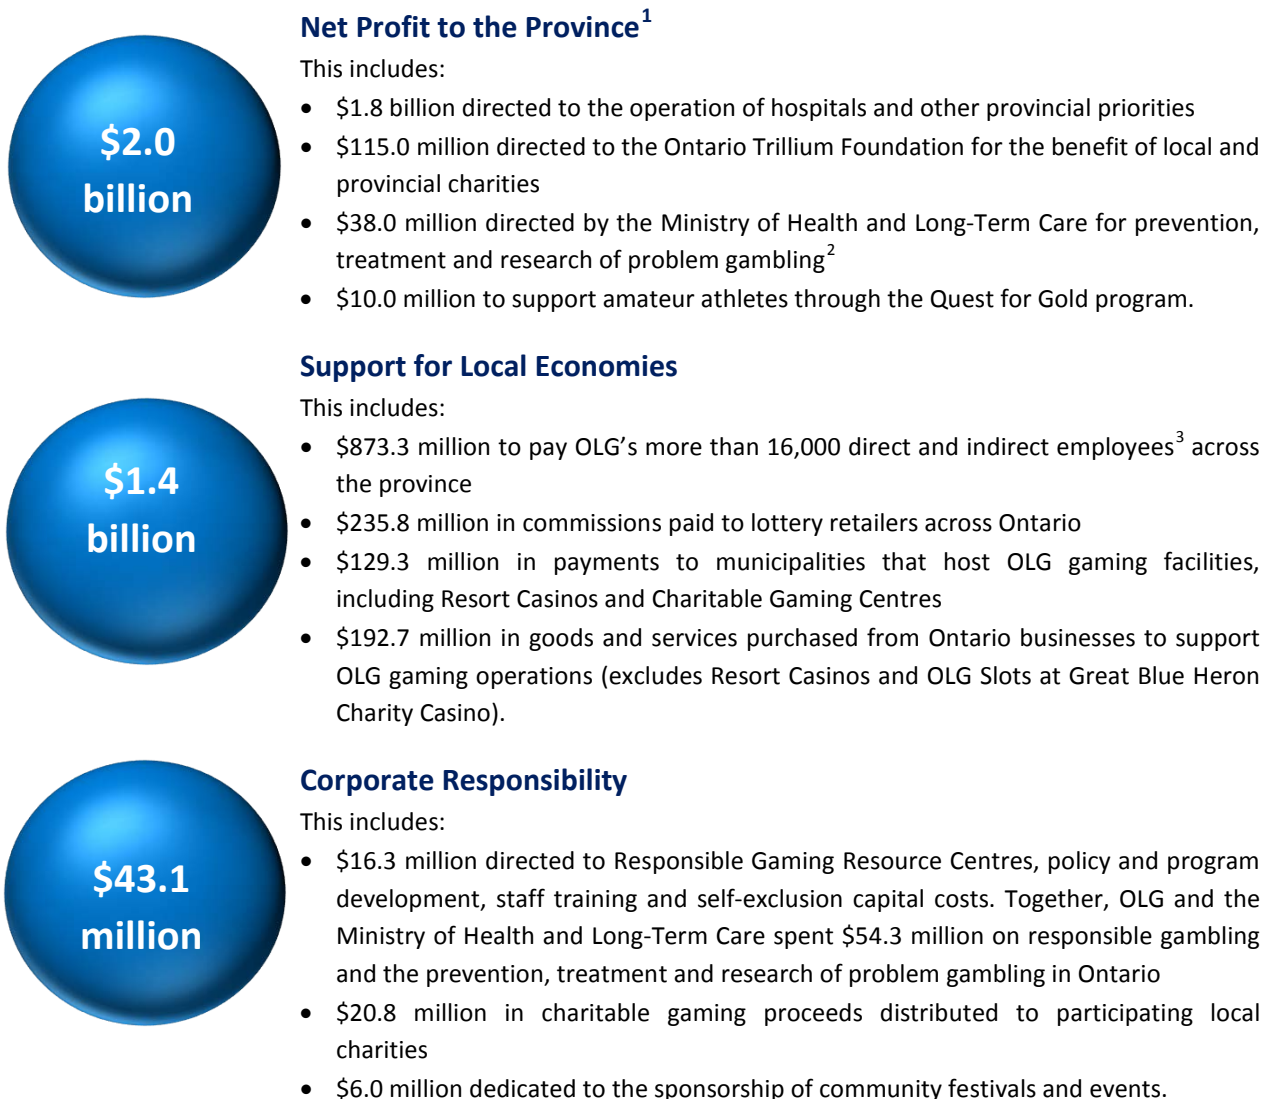 Net Profit to the Province1
This includes:
• $1.8 billion directed to the operation of hospitals and other provincial priorities
• $115.0 million directed to the Ontario Trillium Foundation for the benefit of local and
provincial charities
• $38.0 million directed by the Ministry of Health and Long-Term Care for prevention,
treatment and research of problem gambling2
• $10.0 million to support amateur athletes through the Quest for Gold program.
$2.0
billion
Support for Local Economies
This includes:
• $873.3 million to pay OLG’s more than 16,000 direct and indirect employees3 across
the province
• $235.8 million in commissions paid to lottery retailers across Ontario
• $129.3 million in payments to municipalities that host OLG gaming facilities,
including Resort Casinos and Charitable Gaming Centres
• $192.7 million in goods and services purchased from Ontario businesses to support
OLG gaming operations (excludes Resort Casinos and OLG Slots at Great Blue Heron
Charity Casino).
$1.4
billion
Corporate Responsibility
This includes:
• $16.3 million directed to Responsible Gaming Resource Centres, policy and program
development, staff training and self-exclusion capital costs. Together, OLG and the
Ministry of Health and Long-Term Care spent $54.3 million on responsible gambling
and the prevention, treatment and research of problem gambling in Ontario
• $20.8 million in charitable gaming proceeds distributed to participating local
charities
• $6.0 million dedicated to the sponsorship of community festivals and events.
$43.1
million